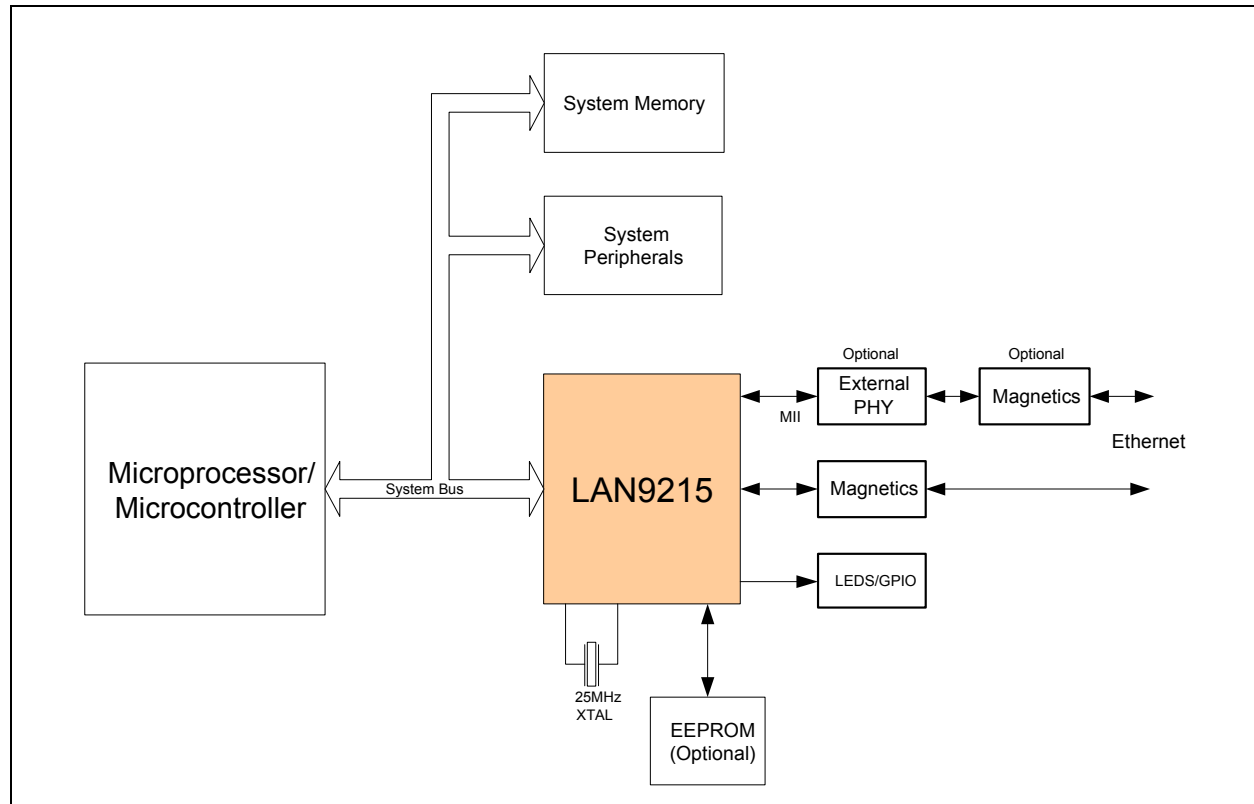 System Memory
System
Peripherals
Microprocessor/
Microcontroller
System Bus
LAN9215
Optional
External
PHY
MII
Optional
Magnetics
Ethernet
Magnetics
LEDS/GPIO
25MHz
XTAL
EEPROM
(Optional)